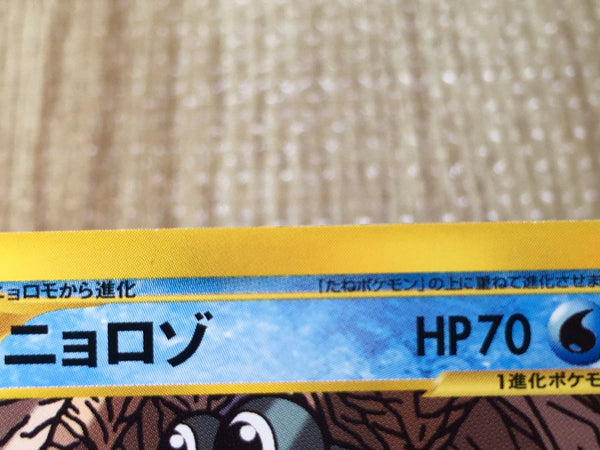 ニョロモから進化
「たねポケモン」の上に重ねて進化させま
ニョロゾ HP70
1進化ポケモ